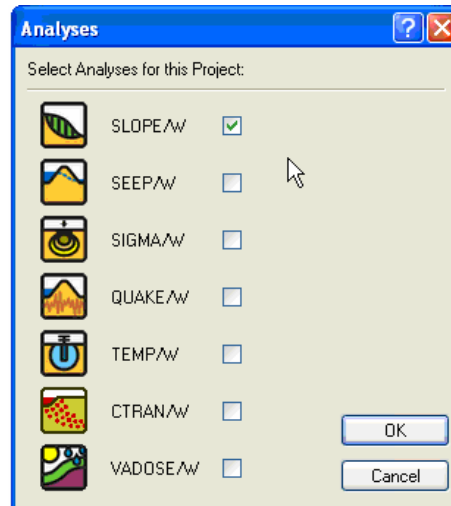 Analyses
Select Analyses for this Project:
SLOPE/W
SEEP/W
SIGMA/W
QUAKE/W
TEMP/W
CTRAN/W
VADOSE/W
OK
Cancel